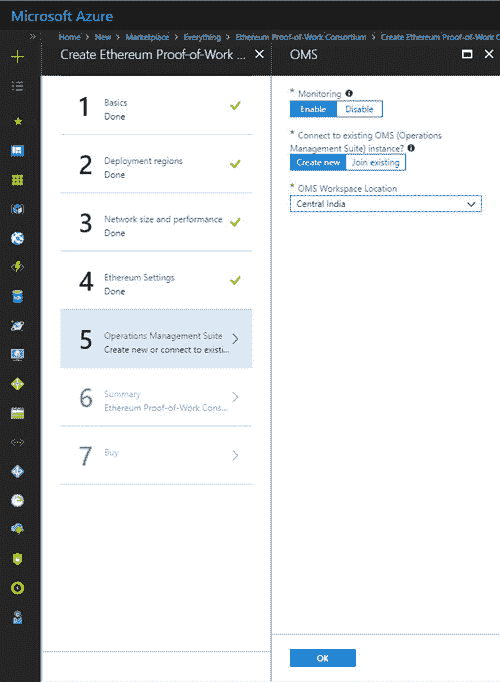 Microsoft Azure
» Home > New > Marketplace > Everything > Ethereum Proof-of-Work Consortium > Create Ethereum Proof-of-Work Con
Create Ethereum Proof-of-Work ...
1 Basics
Done
2 Deployment regions
Done
3 Network size and performance
Done
4 Ethereum Settings
Done
5 Operations Management Suite
Create new or connect to existi...
6 Summary
Ethereum Proof-of-Work Cons...
7 Buy
OMS
* Monitoring
Enable Disable
* Connect to existing OMS (Operations
Management Suite) instance?
Create new Join existing
* OMS Workspace Location
Central India
OK